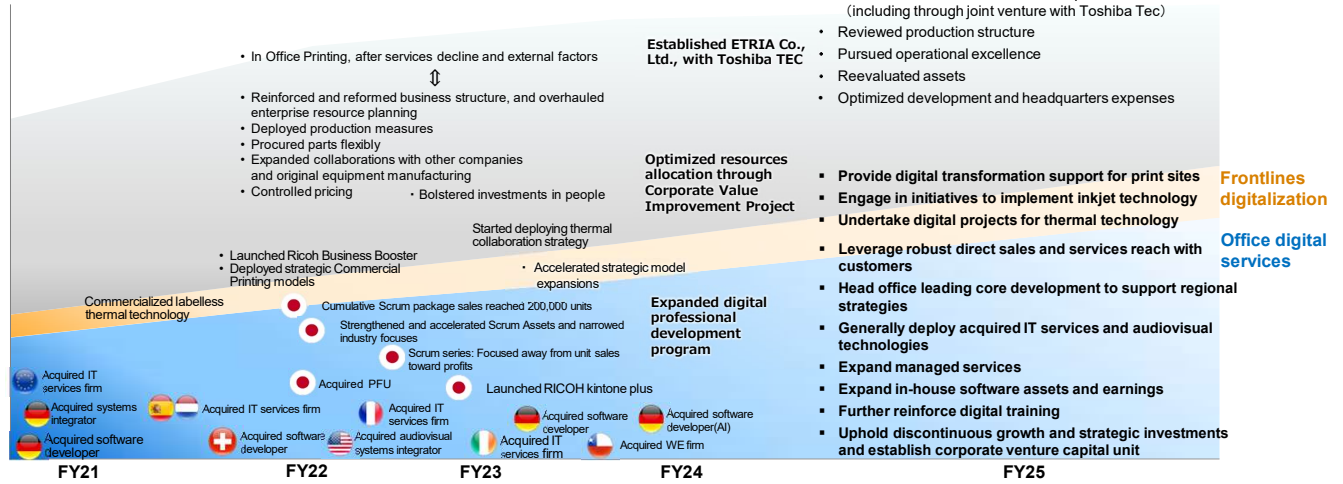 (including through joint venture with Toshiba Tec)
• Reviewed production structure
• Pursued operational excellence
• Reevaluated assets
• Optimized development and headquarters expenses
Established ETRIA Co.,
Ltd., with Toshiba TEC
• In Office Printing, after services decline and external factors
⇕
• Reinforced and reformed business structure, and overhauled
enterprise resource planning
• Deployed production measures
• Procured parts flexibly
• Expanded collaborations with other companies
and original equipment manufacturing
• Controlled pricing
• Bolstered investments in people
Optimized resources
allocation through
Corporate Value
Improvement Project
▪ Provide digital transformation support for print sites
▪ Engage in initiatives to implement inkjet technology
▪ Undertake digital projects for thermal technology
Frontlines
digitalization
Started deploying thermal
collaboration strategy
• Launched Ricoh Business Booster
• Deployed strategic Commercial
Printing models
• Accelerated strategic model
expansions
Commercialized labelless
thermal technology
Office digital
services
▪ Leverage robust direct sales and services reach with
customers
▪ Head office leading core development to support regional
strategies
▪ Generally deploy acquired IT services and audiovisual
technologies
▪ Expand managed services
▪ Expand in-house software assets and earnings
▪ Further reinforce digital training
▪ Uphold discontinuous growth and strategic investments
and establish corporate venture capital unit
Cumulative Scrum package sales reached 200,000 units
Strengthened and accelerated Scrum Assets and narrowed
industry focuses
Scrum series: Focused away from unit sales
toward profits
Expanded digital
professional
development
program
Acquired PFU
Launched RICOH kintone plus
Acquired IT
services firm
Acquired systems
integrator
Acquired IT services firm
Acquired IT
services firm
Acquired software
developer
Acquired software
developer(AI)
Acquired software
developer
Acquired software
developer
Acquired audiovisual
systems integrator
Acquired IT
services firm
Acquired WE firm
FY21
FY22
FY23
FY24
FY25